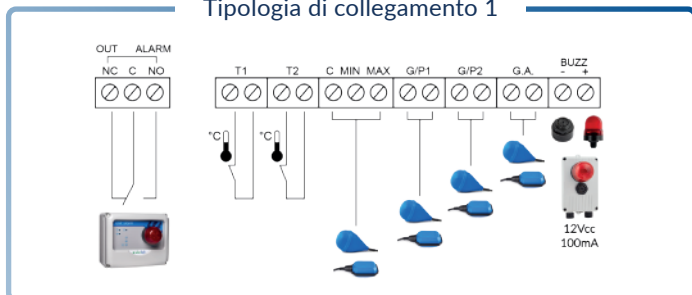 Tipologia di collegamento 1
OUT ALARM
NC C NO
T1 T2 C MIN MAX G/P1 G/P2 G.A. BUZZ
- +
°C °C
12Vcc
100mA